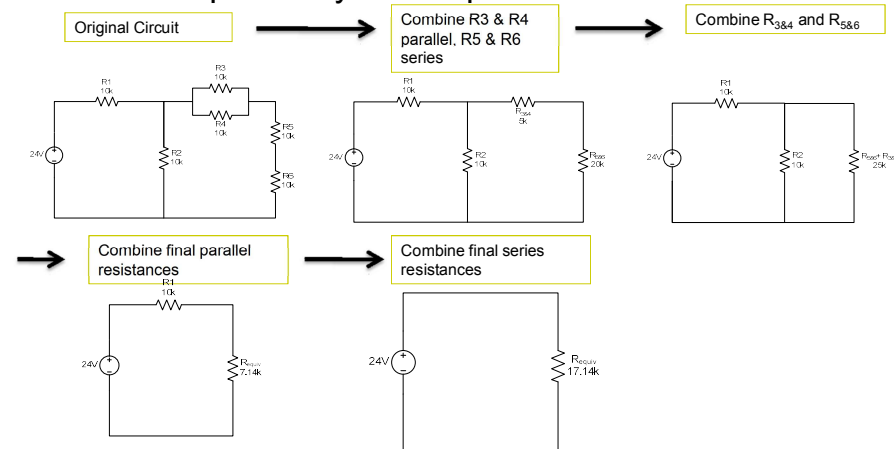 Original Circuit
Combine R3 & R4
parallel, R5 & R6
series
Combine R3&4 and R5&6
R1
10k
R3
10k
R4
10k
R2
10k
R5
10k
R6
10k
24V
+
−
R1
10k
R3&4
5k
R2
10k
R5&6
20k
24V
+
−
R1
10k
R2
10k
25k
24V
+
−
Combine final parallel
resistances
Combine final series
resistances
R1
10k
24V
+
−
Requiv
7.14k
24V
+
−
Requiv
17.14k